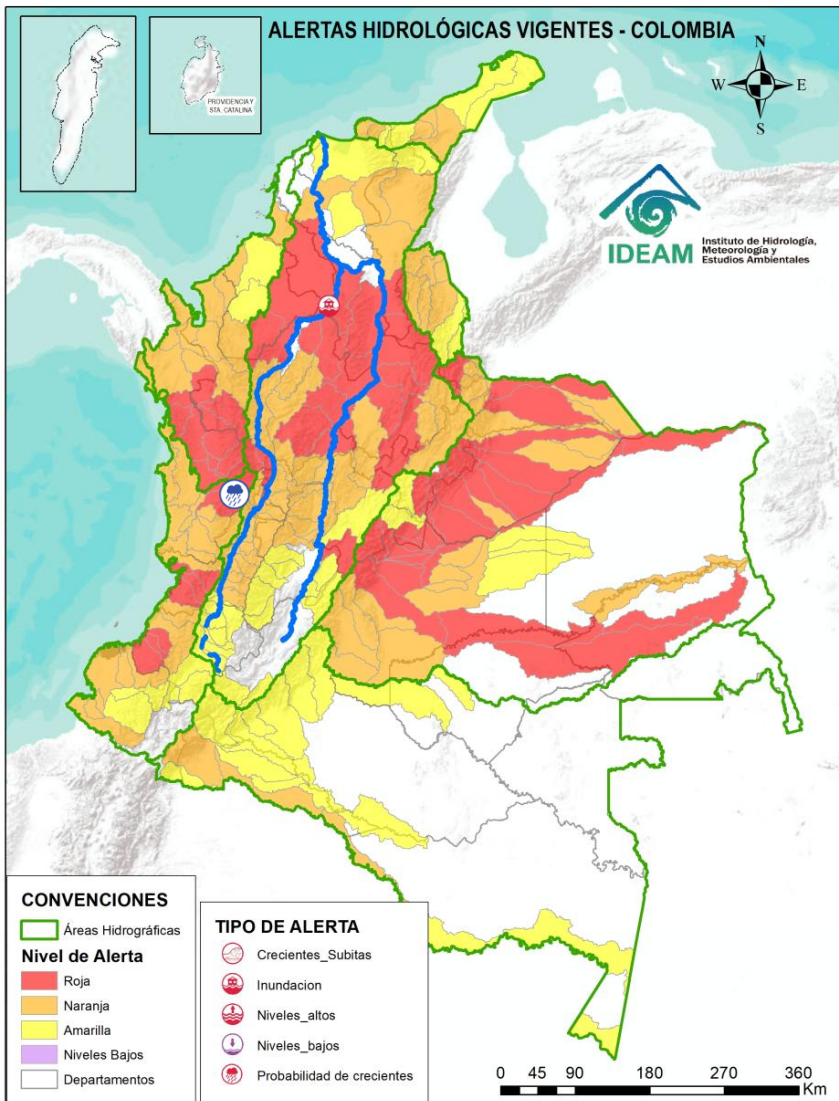 ALERTAS HIDROLÓGICAS VIGENTES - COLOMBIA
PROVIDENCIA Y
STA. CATALINA
N
W
E
S
IDEAM
Instituto de Hidrología,
Meteorología y
Estudios Ambientales
CONVENCIONES
Áreas Hidrográficas
Nivel de Alerta
Roja
Naranja
Amarilla
Niveles Bajos
Departamentos
TIPO DE ALERTA
Crecientes_Subitas
Inundacion
Niveles_altos
Niveles_bajos
Probabilidad de crecientes
0 45 90 180 270 360
Km